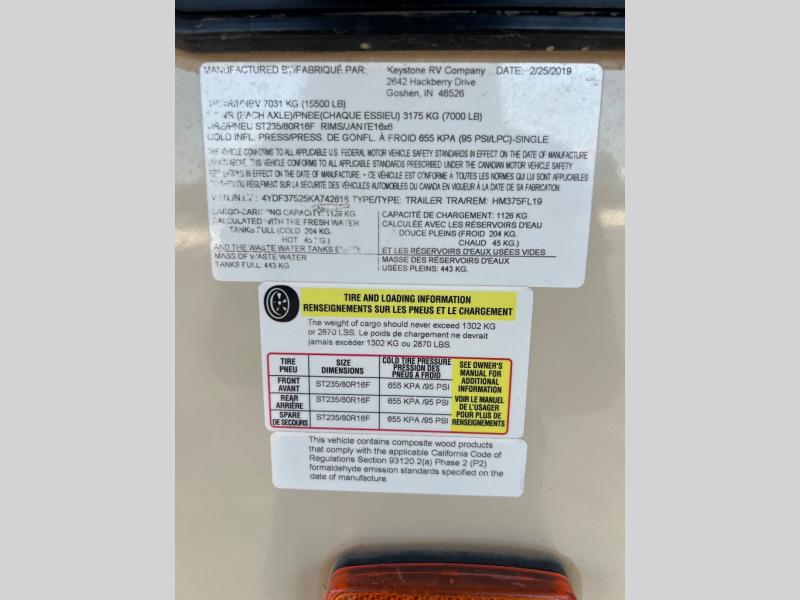 MANUFACTURED BY/FABRIQUÉ PAR: Keystone RV Company DATE: 2/25/2019
2642 Hackberry Drive
Goshen, IN 46526
7031 KG (15500 LB)
(EACH AXLE)/PNBE(CHAQUE ESSIEU) 3175 KG (7000 LB)
TIRE/PNEU ST235/80R16F RIMS/JANTE16x6
COLD INFL. PRESS/PRESS. DE GONFL. À FROID 655 KPA (95 PSI/LPC)-SINGLE
THE VEHICLE CONFORMS TO ALL APPLICABLE U.S. FEDERAL MOTOR VEHICLE SAFETY STANDARDS IN EFFECT ON THE DATE OF MANUFACTURE
SHOWN ABOVE. THIS VEHICLE CONFORMS TO ALL APPLICABLE STANDARDS PRESCRIBED UNDER THE CANADIAN MOTOR VEHICLE SAFETY
REGULATIONS IN EFFECT ON THE DATE OF MANUFACTURE ~ CE VÉHICULE EST CONFORME À TOUTES LES NORMES QUI LUI SONT APPLICABLES
EN VERTU DU RÈGLEMENT SUR LA SÉCURITÉ DES VÉHICULES AUTOMOBILES DU CANADA EN VIGUEUR À LA DATE DE SA FABRICATION.
4YDF37525KA742618 TYPE/TYPE: TRAILER TRA/REM: HM375FL19
CARGO-CARRYING CAPACITY: 1126 KG
CALCULATED WITH THE FRESH WATER
TANKS FULL (COLD 204 KG.)
HOT 45 KG.)
AND THE WASTE WATER TANKS EMPTY
MASS OF WASTE WATER
TANKS FULL: 443 KG
CAPACITÉ DE CHARGEMENT: 1126 KG
CALCULÉE AVEC LES RÉSERVOIRS D'EAU
DOUCE PLEINS (FROID 204 KG.
CHAUD 45 KG.)
ET LES RÉSERVOIRS D'EAUX USÉES VIDES
MASSE DES RÉSERVOIRS D'EAUX
USÉES PLEINS: 443 KG
TIRE AND LOADING INFORMATION
RENSEIGNEMENTS SUR LES PNEUS ET LE CHARGEMENT
The weight of cargo should never exceed 1302 KG
or 2870 LBS. Le poids de chargement ne devrait
jamais excéder 1302 KG ou 2870 LBS.
TIRE
PNEU
SIZE
DIMENSIONS
COLD TIRE PRESSURE
PRESSION DES
PNEUS A FROID
FRONT
AVANT
ST235/80R16F
655 KPA /95 PSI
REAR
ARRIÈRE
ST235/80R16F
655 KPA /95 PSI
SPARE
DE SECOURS
ST235/80R16F
655 KPA /95 PSI
SEE OWNER'S
MANUAL FOR
ADDITIONAL
INFORMATION
VOIR LE MANUEL
DE L'USAGER
POUR PLUS DE
RENSEIGNEMENTS
This vehicle contains composite wood products
that comply with the applicable California Code of
Regulations Section 93120.2(a) Phase 2 (P2)
formaldehyde emission standards specified on the
date of manufacture.